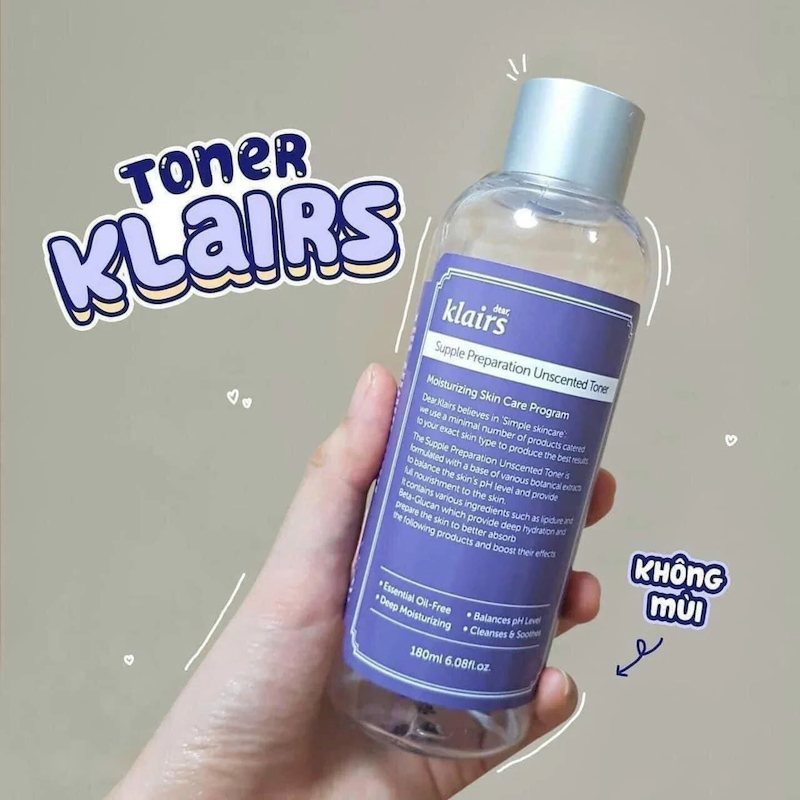 TONER
KLAIRS
dear,
klairs
Supple Preparation Unscented Toner
Moisturizing Skin Care Program
Dear,Klairs believes in 'Simple skincare':
we use a minimal number of products catered
to your exact skin type to produce the best results.
The Supple Preparation Unscented Toner is
formulated with a base of various botanical extracts
to balance the skin's pH level and provide
full nourishment to the skin.
It contains various ingredients such as lipidure and
Beta-Glucan which provide deep hydration and
prepare the skin to better absorb
the following products and boost their effects.
• Essential Oil-Free • Balances pH Level
• Deep Moisturizing • Cleanses & Soothes
180ml 6.08fl.oz.
KHÔNG
MÙI